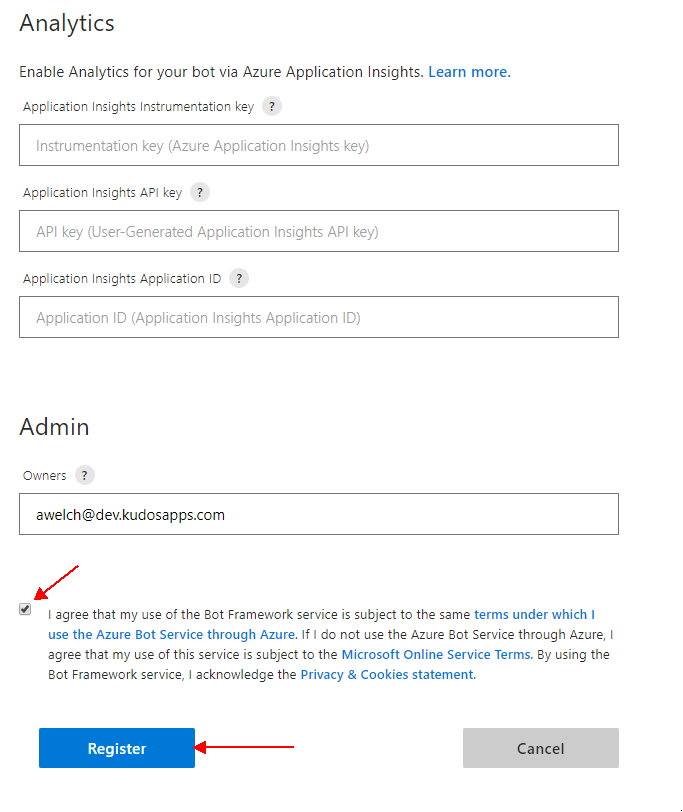 Analytics
Enable Analytics for your bot via Azure Application Insights. Learn more.
Application Insights Instrumentation key ?
Instrumentation key (Azure Application Insights key)
Application Insights API key ?
API key (User-Generated Application Insights API key)
Application Insights Application ID ?
Application ID (Application Insights Application ID)
Admin
Owners ?
awelch@dev.kudosapps.com
I agree that my use of the Bot Framework service is subject to the same terms under which I
use the Azure Bot Service through Azure. If I do not use the Azure Bot Service through Azure, I
agree that my use of this service is subject to the Microsoft Online Service Terms. By using the
Bot Framework service, I acknowledge the Privacy & Cookies statement.
Register Cancel